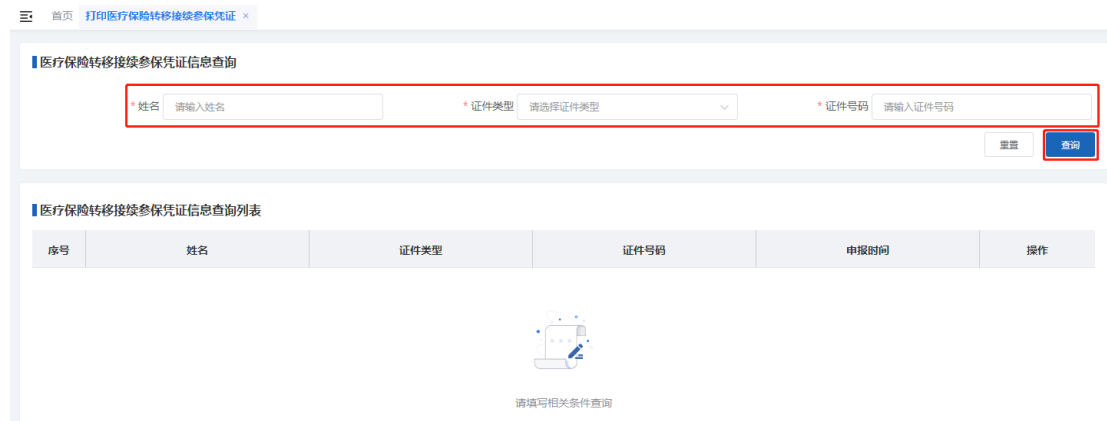 首页 打印医疗保险转移接续参保凭证 ×
医疗保险转移接续参保凭证信息查询
* 姓名 请输入姓名 * 证件类型 请选择证件类型 * 证件号码 请输入证件号码
重置 查询
医疗保险转移接续参保凭证信息查询列表
序号 姓名 证件类型 证件号码 申报时间 操作
请填写相关条件查询